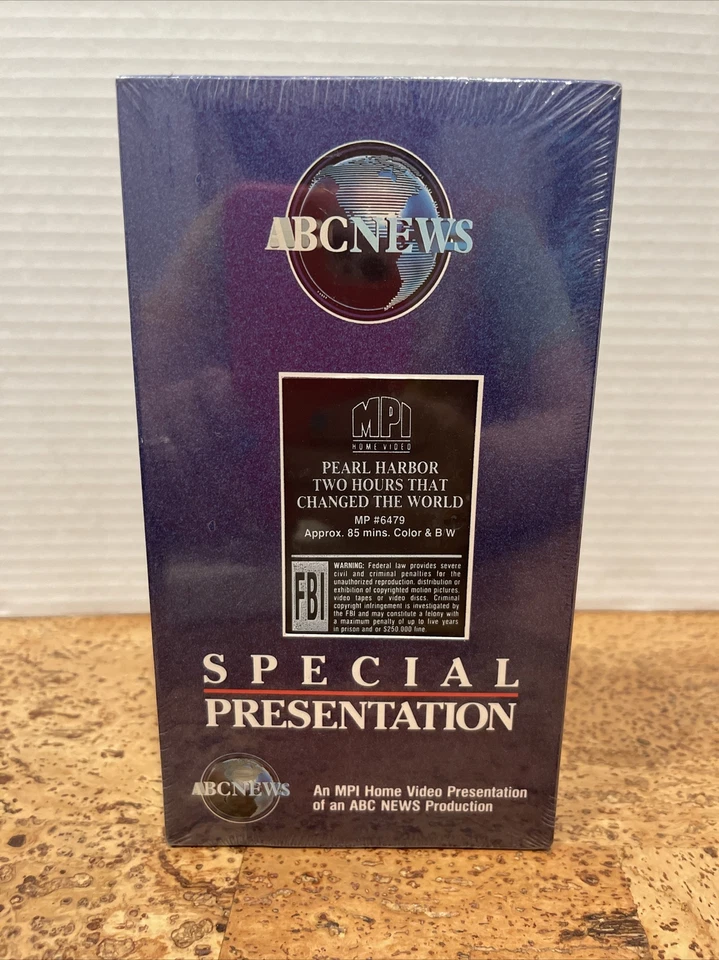 ABCNEWS
MPI
HOME VIDEO
PEARL HARBOR
TWO HOURS THAT
CHANGED THE WORLD
MP #6479
Approx. 85 mins. Color & B W
FBI
WARNING: Federal law provides severe
civil and criminal penalties for the
unauthorized reproduction, distribution or
exhibition of copyrighted motion pictures,
video tapes or video discs. Criminal
copyright infringement is investigated by
the FBI and may constitute a felony with
a maximum penalty of up to five years
in prison and or $250,000 fine.
SPECIAL
PRESENTATION
ABCNEWS
An MPI Home Video Presentation
of an ABC NEWS Production